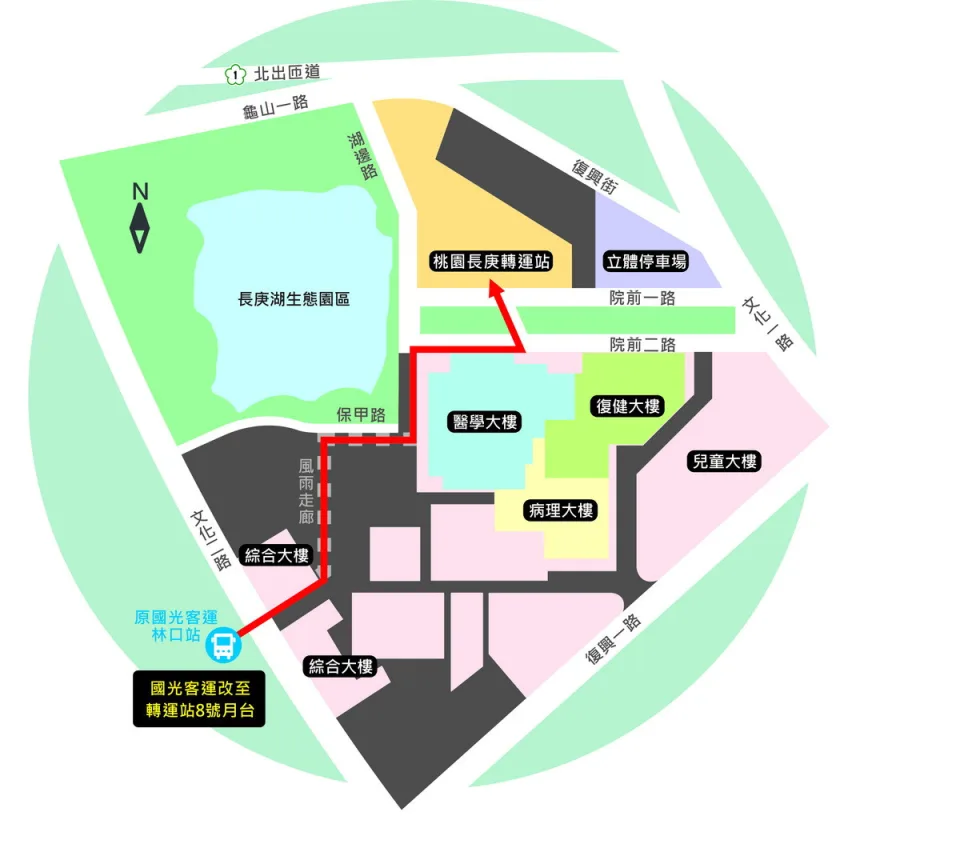 1 北出匝道
龜山一路
湖邊路
復興街
N
桃園長庚轉運站
立體停車場
長庚湖生態園區
院前一路
文化一路
院前二路
保甲路
醫學大樓
復健大樓
兒童大樓
風雨走廊
病理大樓
文化二路
綜合大樓
原國光客運
林口站
復興一路
綜合大樓
國光客運改至
轉運站8號月台